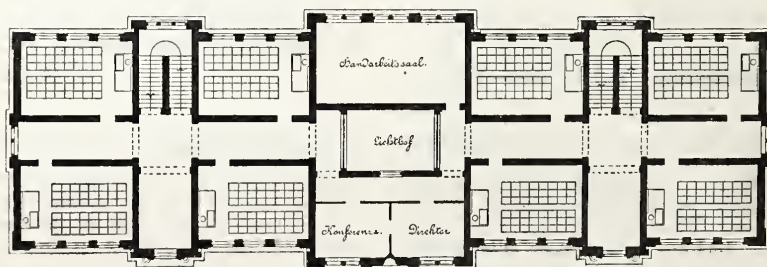 Handarbeitssaal.
Lichthof
Konferenz.
Direktor